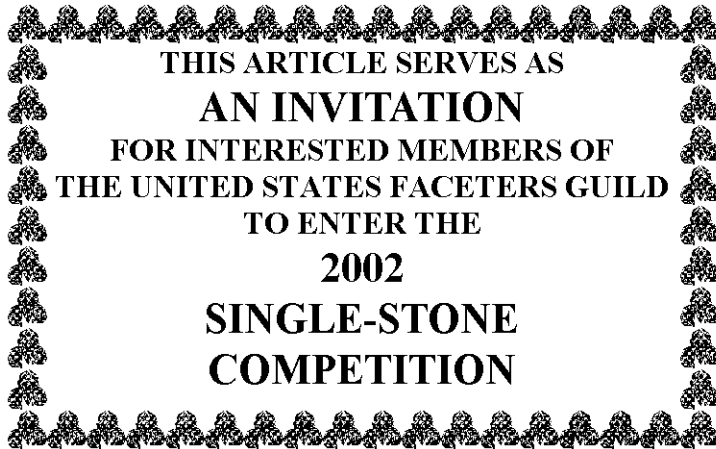 THIS ARTICLE SERVES AS
AN INVITATION
FOR INTERESTED MEMBERS OF
THE UNITED STATES FACETERS GUILD
TO ENTER THE
2002
SINGLE-STONE
COMPETITION